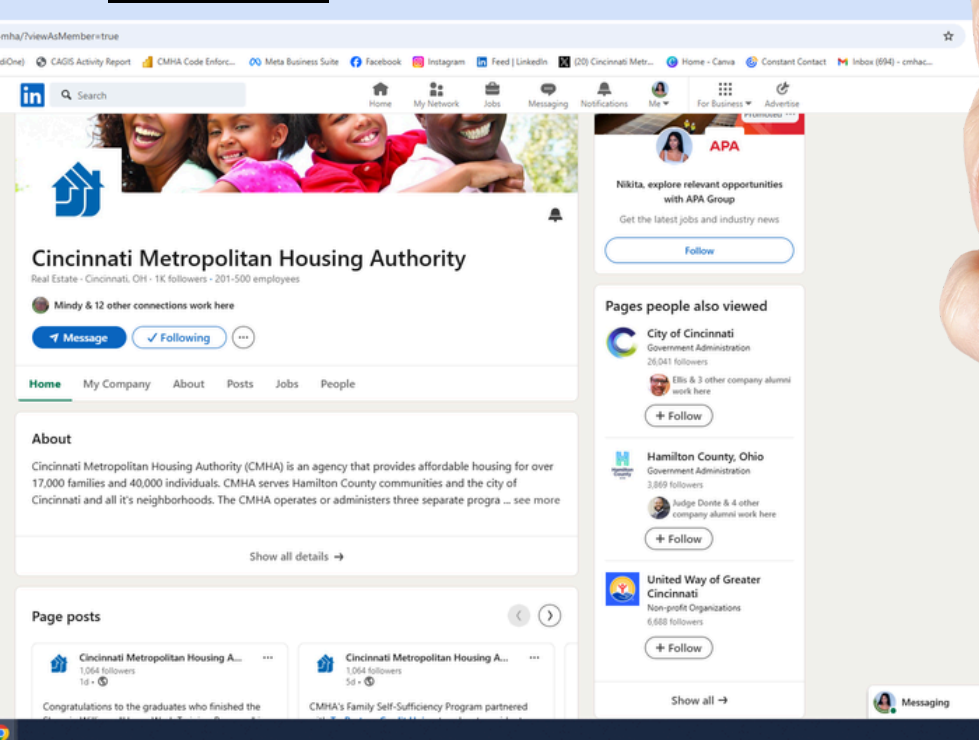 mha/?viewAsMember=true
diOne) CAGIS Activity Report CMHA Code Enforc... Meta Business Suite Facebook Instagram Feed | LinkedIn X (20) Cincinnati Metr... Home - Canva Constant Contact Inbox (694) - cmhac...
in Search Home My Network Jobs Messaging Notifications Me For Business Advertise
Promoted ...
APA
Nikita, explore relevant opportunities
with APA Group
Get the latest jobs and industry news
Follow
Cincinnati Metropolitan Housing Authority
Real Estate · Cincinnati, OH · 1K followers · 201-500 employees
Mindy & 12 other connections work here
Message ✓ Following ...
Home My Company About Posts Jobs People
About
Cincinnati Metropolitan Housing Authority (CMHA) is an agency that provides affordable housing for over
17,000 families and 40,000 individuals. CMHA serves Hamilton County communities and the city of
Cincinnati and all it's neighborhoods. The CMHA operates or administers three separate progra ... see more
Show all details →
Page posts
Cincinnati Metropolitan Housing A... ...
1,064 followers
1d •
Congratulations to the graduates who finished the
Cincinnati Metropolitan Housing A... ...
1,064 followers
5d •
CMHA's Family Self-Sufficiency Program partnered
Pages people also viewed
City of Cincinnati
Government Administration
26,041 followers
Ellis & 3 other company alumni
work here
+ Follow
Hamilton County, Ohio
Government Administration
3,869 followers
Judge Donte & 4 other
company alumni work here
+ Follow
United Way of Greater
Cincinnati
Non-profit Organizations
6,688 followers
+ Follow
Show all →
Messaging